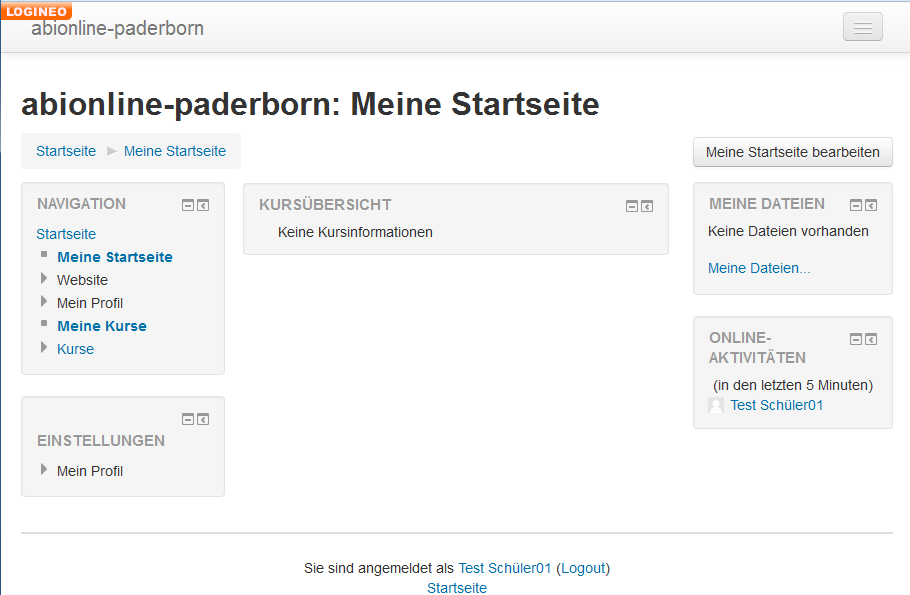 LOGINEO
abionline-paderborn
abionline-paderborn: Meine Startseite
Startseite Meine Startseite
Meine Startseite bearbeiten
NAVIGATION
Startseite
Meine Startseite
Website
Mein Profil
Meine Kurse
Kurse
EINSTELLUNGEN
Mein Profil
KURSÜBERSICHT
Keine Kursinformationen
MEINE DATEIEN
Keine Dateien vorhanden
Meine Dateien...
ONLINE-
AKTIVITÄTEN
(in den letzten 5 Minuten)
Test Schüler01
Sie sind angemeldet als Test Schüler01 (Logout)
Startseite